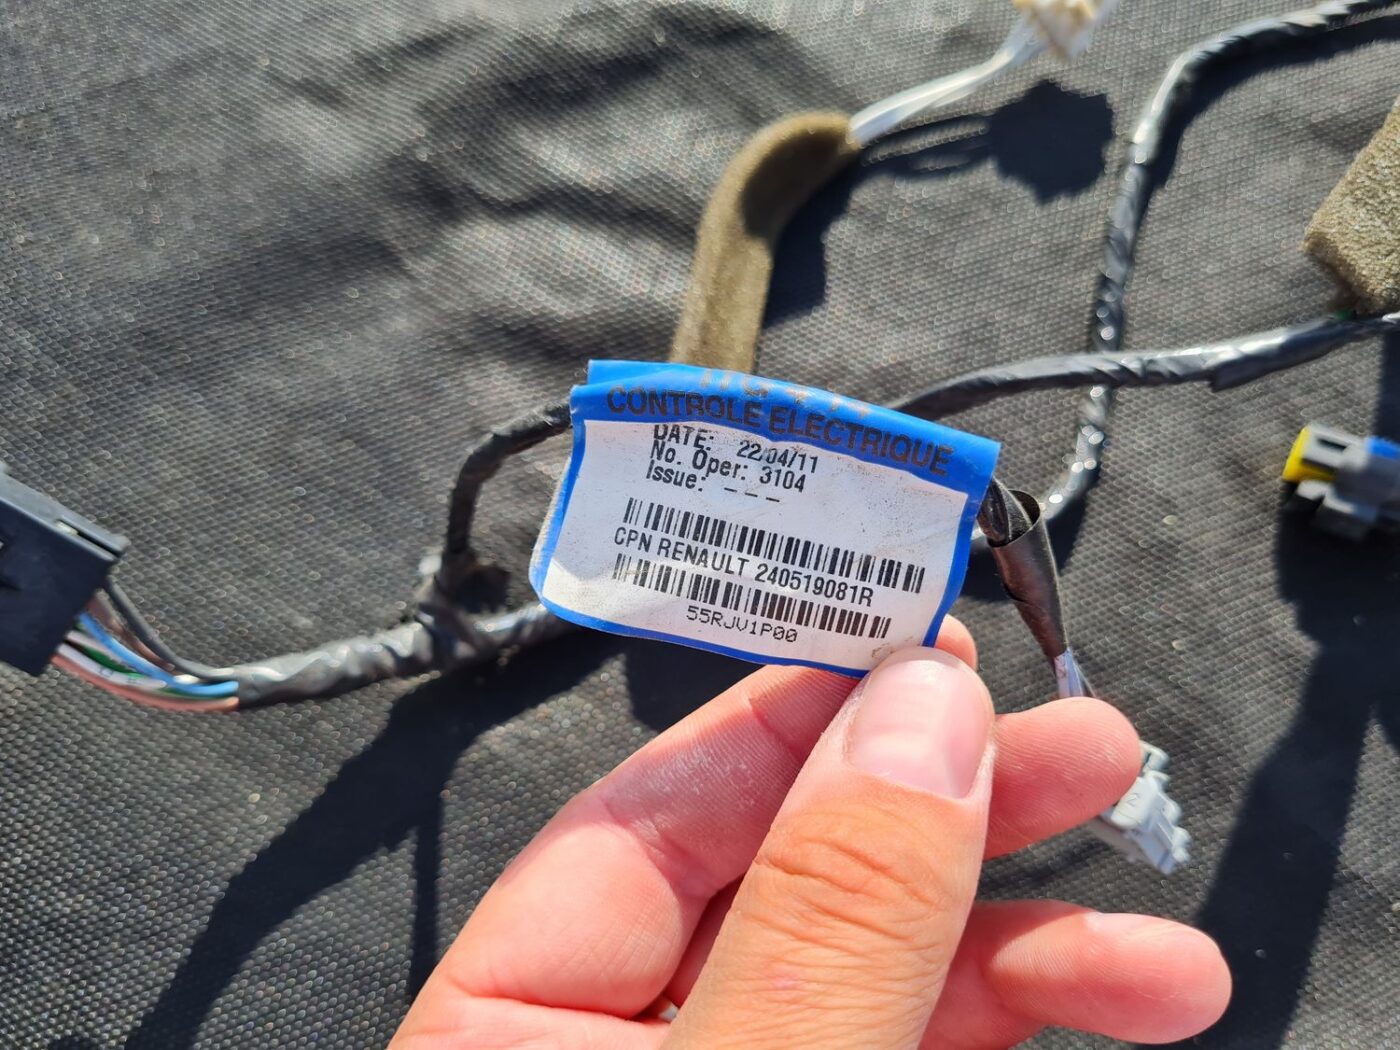 CONTROLE ELECTRIQUE
DATE: 22/04/11
No. Oper: 3104
Issue: - - -
CPN RENAULT 240519081R
55RJV1P00